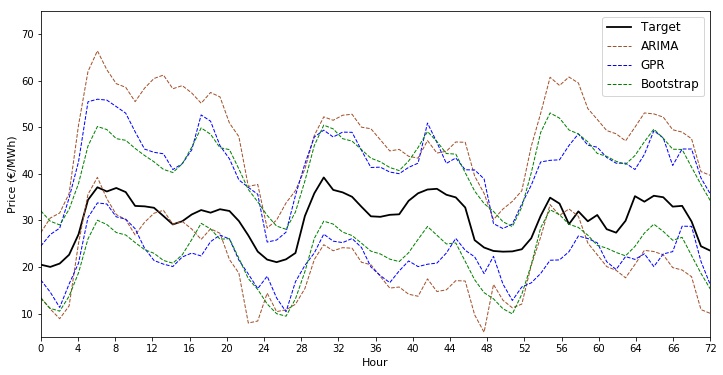 Price (€/MWh)
70
60
50
40
30
20
10
Target
ARIMA
GPR
Bootstrap
0 4 8 12 16 20 24 28 32 36 40 44 48 52 56 60 64 66 72
Hour